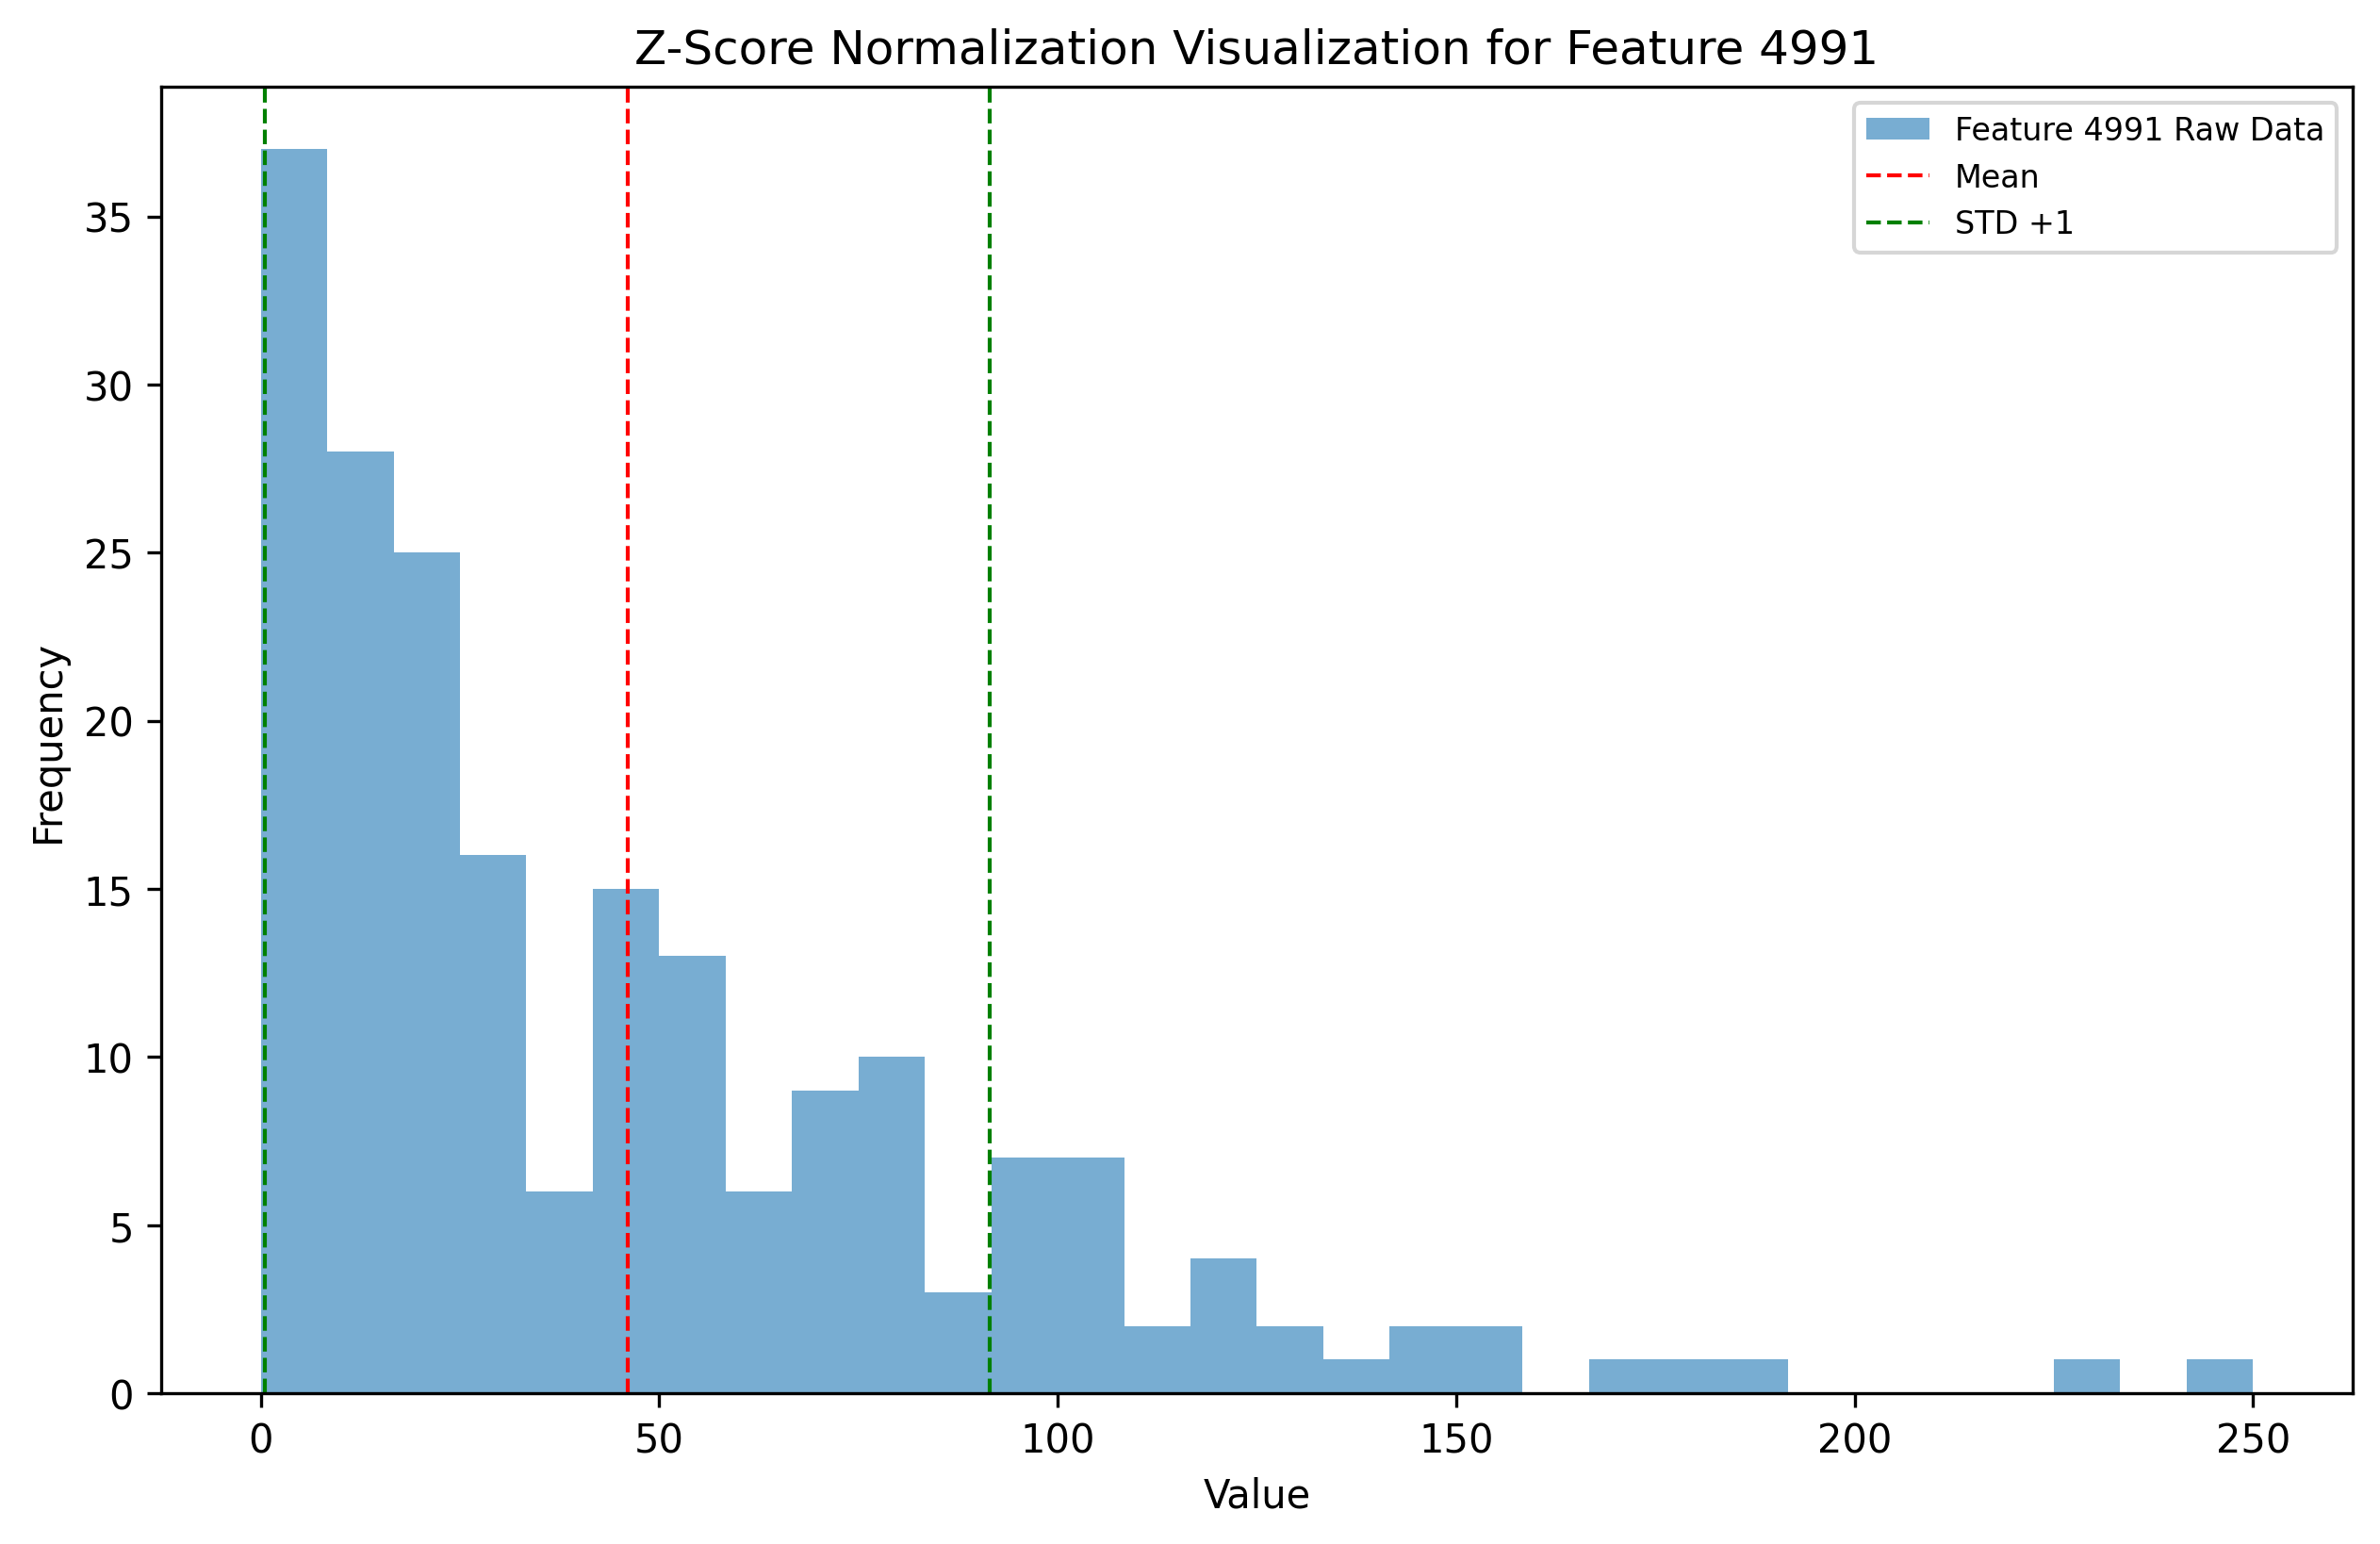 Z-Score Normalization Visualization for Feature 4991
Feature 4991 Raw Data
Mean
STD +1
35
30
25
20
15
10
5
0
Frequency
0 50 100 150 200 250
Value